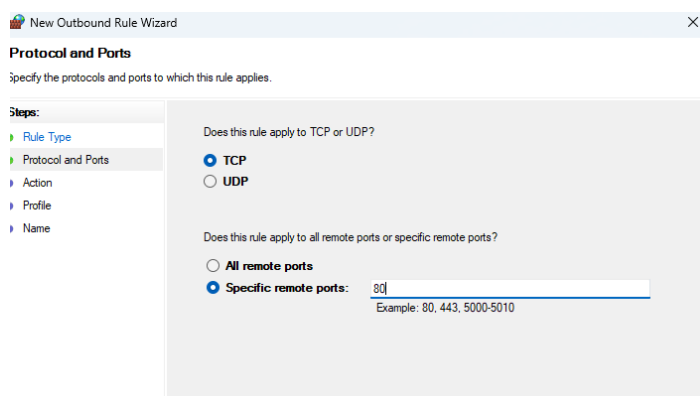 New Outbound Rule Wizard
Protocol and Ports
Specify the protocols and ports to which this rule applies.
Steps:
Rule Type
Protocol and Ports
Action
Profile
Name
Does this rule apply to TCP or UDP?
TCP
UDP
Does this rule apply to all remote ports or specific remote ports?
All remote ports
Specific remote ports: 80
Example: 80, 443, 5000-5010